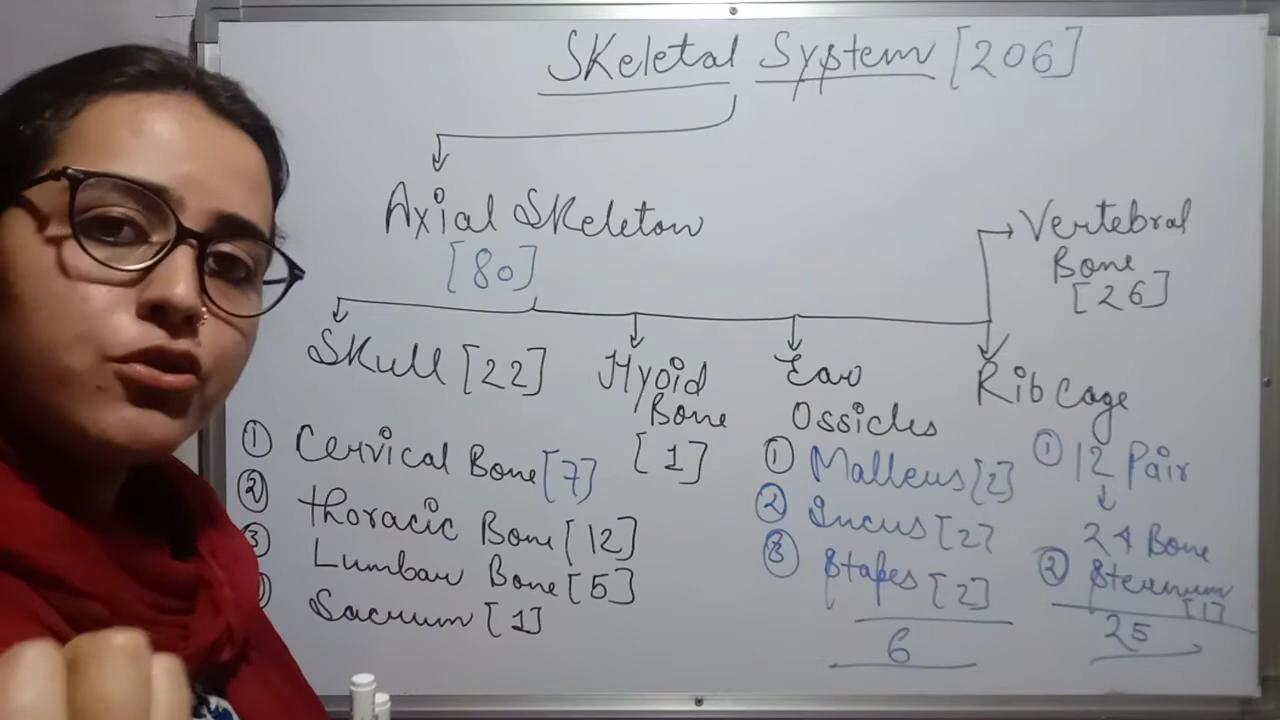 Skeletal System [206]
Axial Skeleton
[80]
Vertebral
Bone
[26]
Skull [22]
Hyoid
Bone
[1]
Ear
Ossicles
① Malleus [2]
② Incus [2]
③ Stapes [2]
6
Rib Cage
① 12 Pair
24 Bone
② Sternum
[1]
25
① Cervical Bone [7]
② Thoracic Bone [12]
③ Lumbar Bone [5]
Sacrum [1]